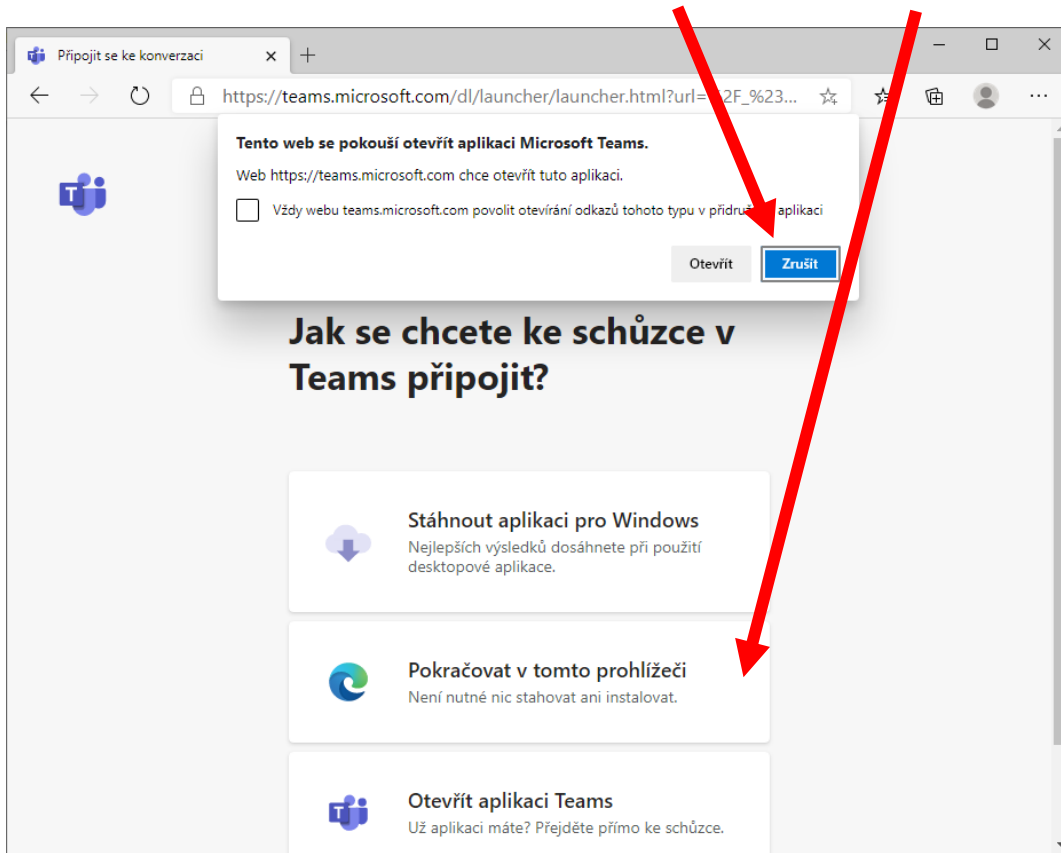 Připojit se ke konverzaci
https://teams.microsoft.com/dl/launcher/launcher.html?url= 2F_%23...
Tento web se pokouší otevřít aplikaci Microsoft Teams.
Web https://teams.microsoft.com chce otevřít tuto aplikaci.
Vždy webu teams.microsoft.com povolit otevírání odkazů tohoto typu v aplikaci
Otevřít
Zrušit
Jak se chcete ke schůzce v
Teams připojit?
Stáhnout aplikaci pro Windows
Nejlepších výsledků dosáhnete při použití
desktopové aplikace.
Pokračovat v tomto prohlížeči
Není nutné nic stahovat ani instalovat.
Otevřít aplikaci Teams
Už aplikaci máte? Přejděte přímo ke schůzce.